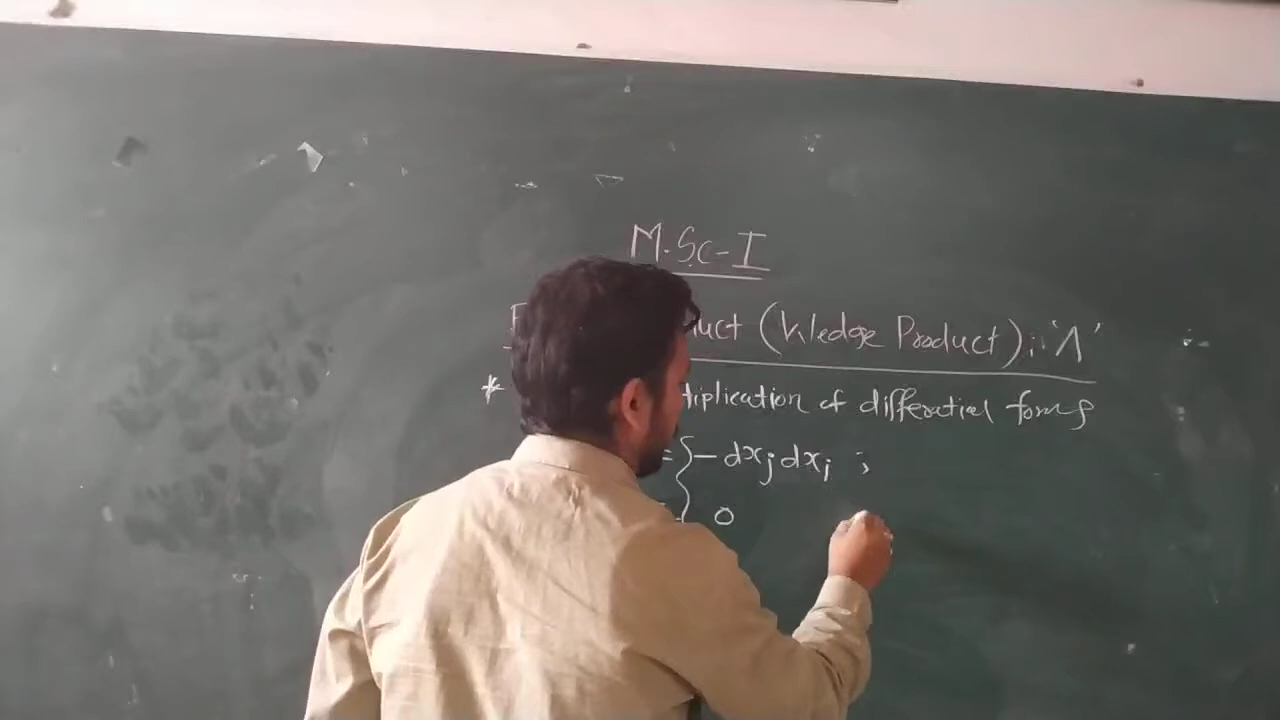 M.Sc-I
uct (Wedge Product) : 'Λ'
* tiplication of differential forms
= { - dxj dxi ;
0